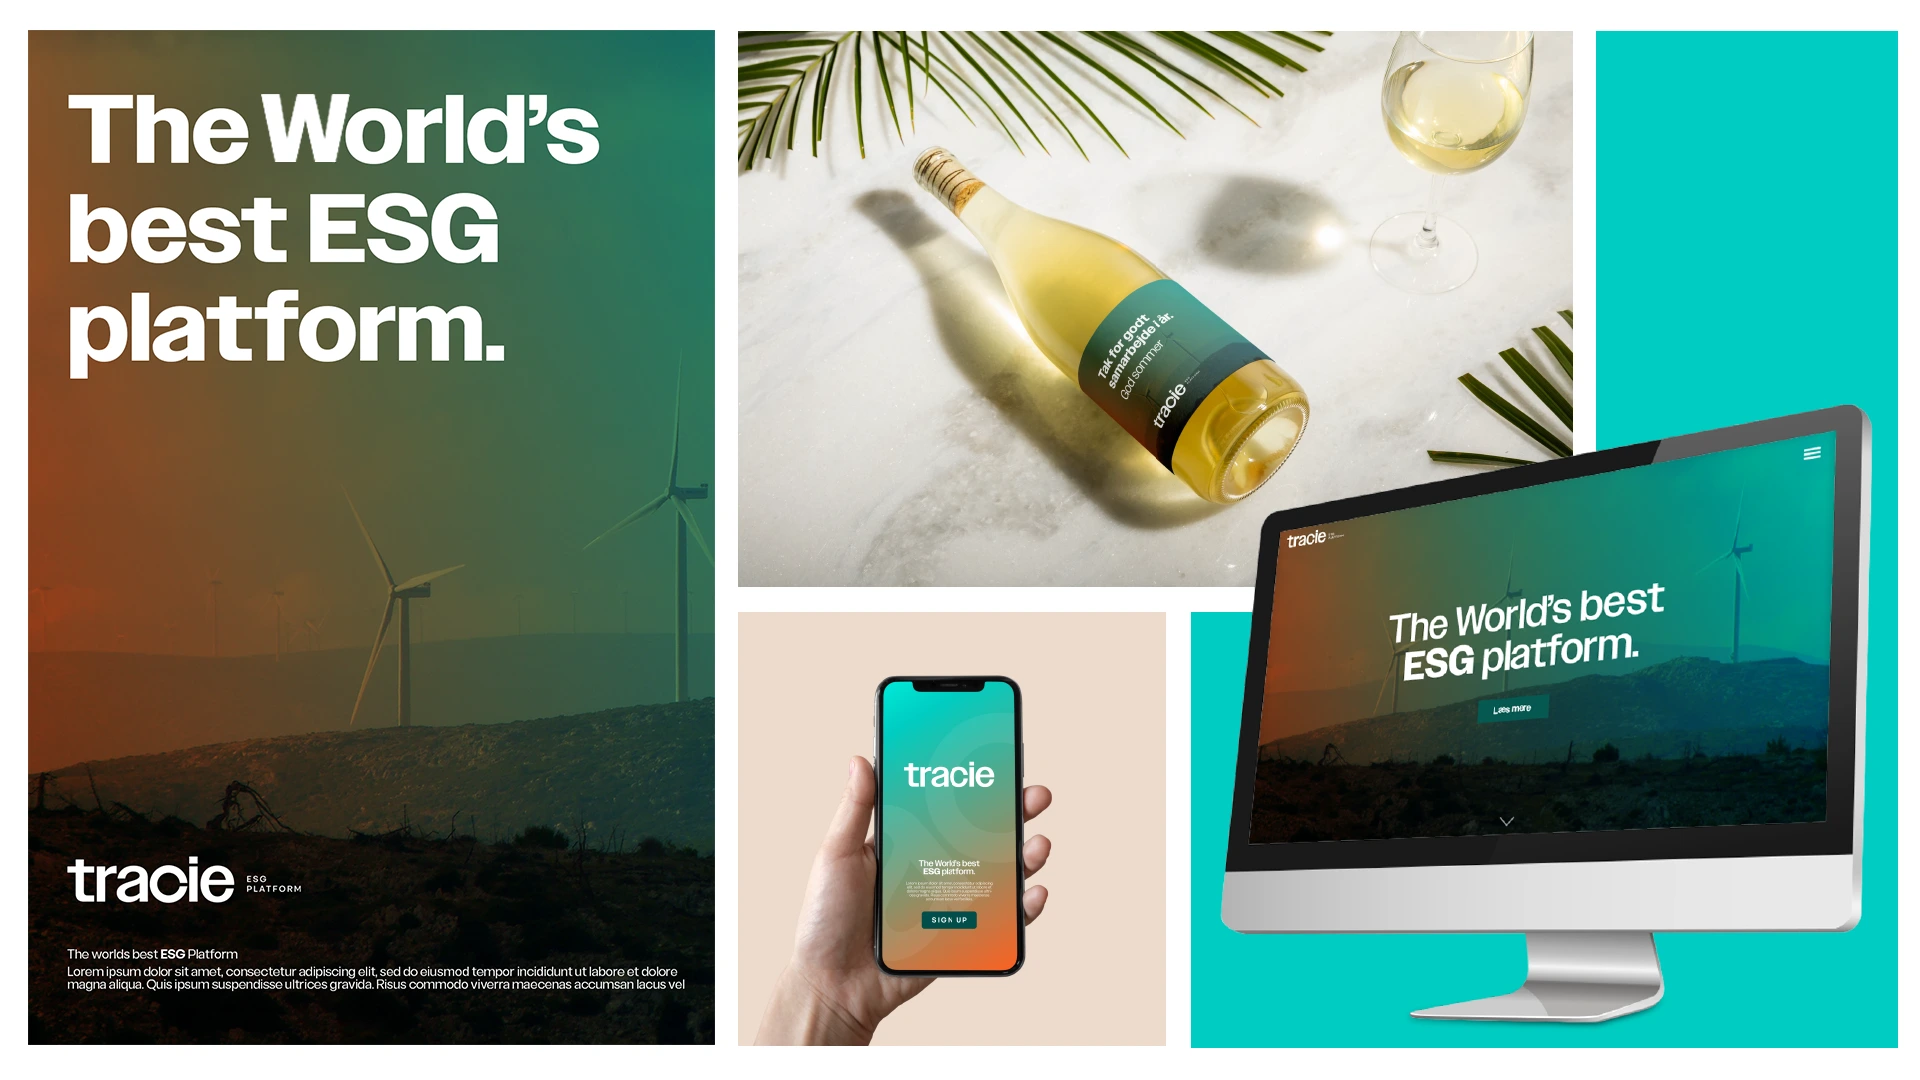 The World's
best ESG
platform.
tracie
ESG
PLATFORM
The worlds best ESG Platform
Lorem ipsum dolor sit amet, consectetur adipiscing elit, sed do eiusmod tempor incididunt ut labore et dolore
magna aliqua. Quis ipsum suspendisse ultrices gravida. Risus commodo viverra maecenas accumsan lacus vel
Tak for godt
samarbejde i år.
God sommer
tracie
tracie
The World's best
ESG platform.
SIGN UP
tracie
The World's best
ESG platform.
Læs mere